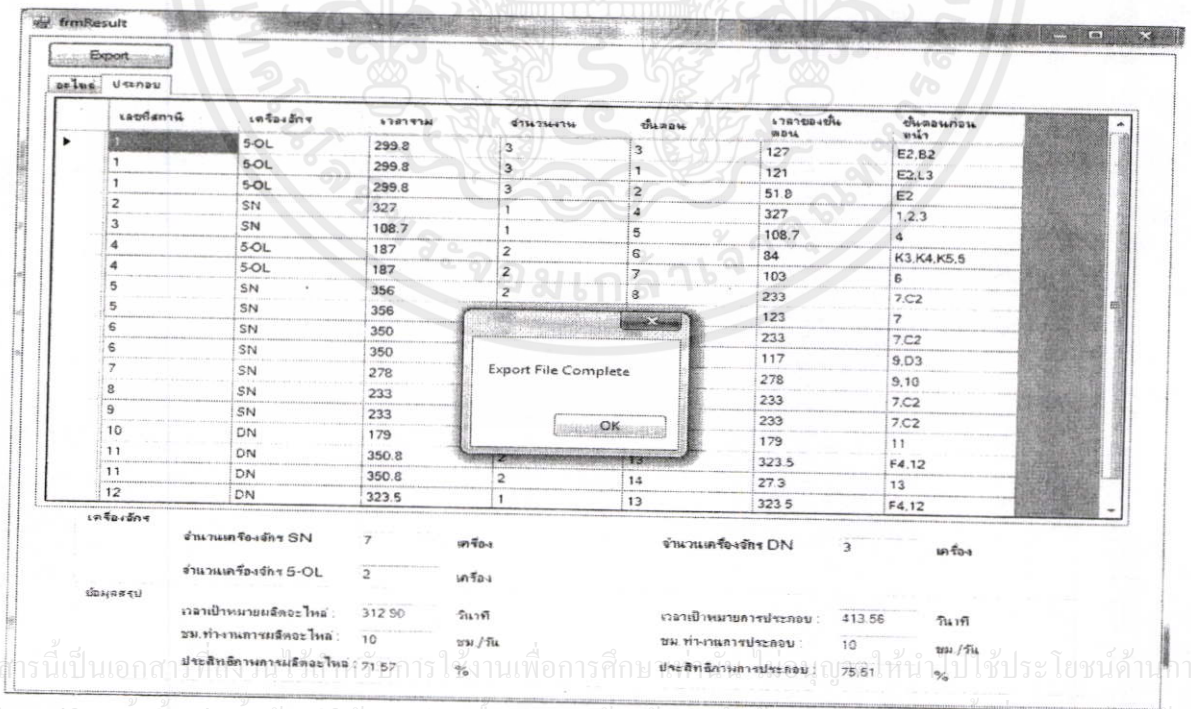 frmResult
Export
อะไหล่ ประกอบ
เลขที่สถานี เครื่องจักร เวลารวม จำนวนงาน ขั้นตอน เวลาของขั้นตอน ขั้นตอนก่อนหน้า
1 5-OL 299.8 3 3 127 E2,B2
1 5-OL 299.8 3 1 121 E2,L3
1 5-OL 299.8 3 2 51.8 E2
2 SN 327 1 4 327 1,2,3
3 SN 108.7 1 5 108.7 4
4 5-OL 187 2 6 84 K3,K4,K5,5
4 5-OL 187 2 7 103 6
5 SN 356 2 8 233 7,C2
5 SN 356 123 7
6 SN 350 233 7,C2
6 SN 350 117 9,D3
7 SN 278 278 9,10
8 SN 233 233 7,C2
9 SN 233 233 7,C2
10 DN 179 179 11
11 DN 350.8 2 13 323.5 F4,12
11 DN 350.8 2 14 27.3 13
12 DN 323.5 1 13 323.5 F4,12
Export File Complete
OK
เครื่องจักร
จำนวนเครื่องจักร SN 7 เครื่อง จำนวนเครื่องจักร DN 3 เครื่อง
จำนวนเครื่องจักร 5-OL 2 เครื่อง
ข้อมูลสรุป
เวลาเป้าหมายผลิตอะไหล่ : 312.90 วินาที เวลาเป้าหมายการประกอบ : 413.56 วินาที
ชม.ทำงานการผลิตอะไหล่ : 10 ชม./วัน ชม.ทำงานการประกอบ : 10 ชม./วัน
ประสิทธิภาพการผลิตอะไหล่ : 71.57 % ประสิทธิภาพการประกอบ : 75.51 %